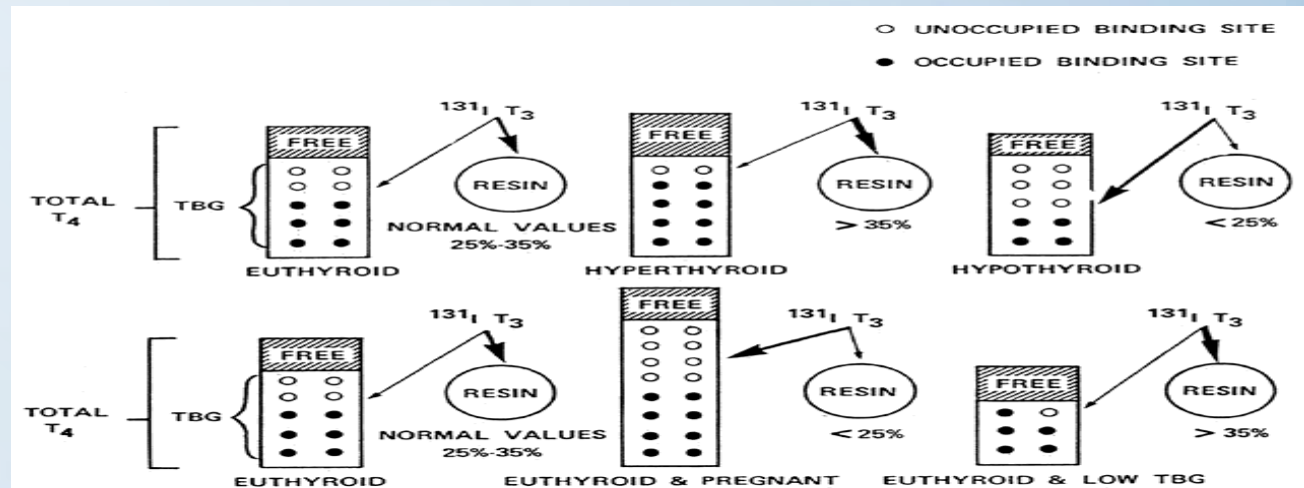 ○ UNOCCUPIED BINDING SITE
● OCCUPIED BINDING SITE
131I T3
131I T3
131I T3
FREE
FREE
FREE
TOTAL T4
TBG
RESIN
RESIN
RESIN
NORMAL VALUES
25%-35%
> 35%
< 25%
EUTHYROID
HYPERTHYROID
HYPOTHYROID
131I T3
131I T3
131I T3
FREE
FREE
FREE
TOTAL T4
TBG
RESIN
RESIN
RESIN
NORMAL VALUES
25%-35%
< 25%
> 35%
EUTHYROID
EUTHYROID & PREGNANT
EUTHYROID & LOW TBG